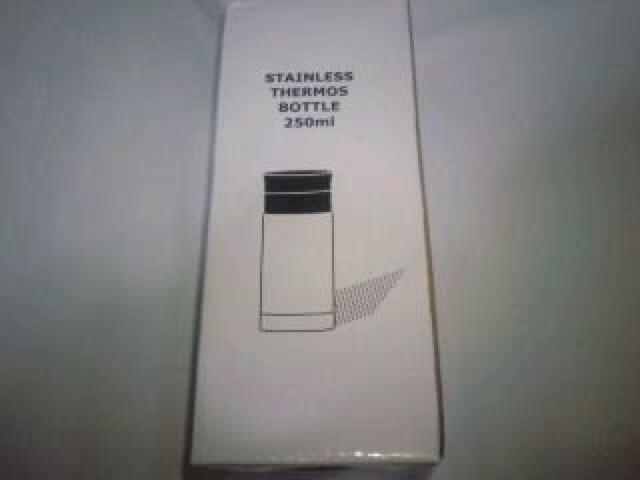 STAINLESS
THERMOS
BOTTLE
250ml